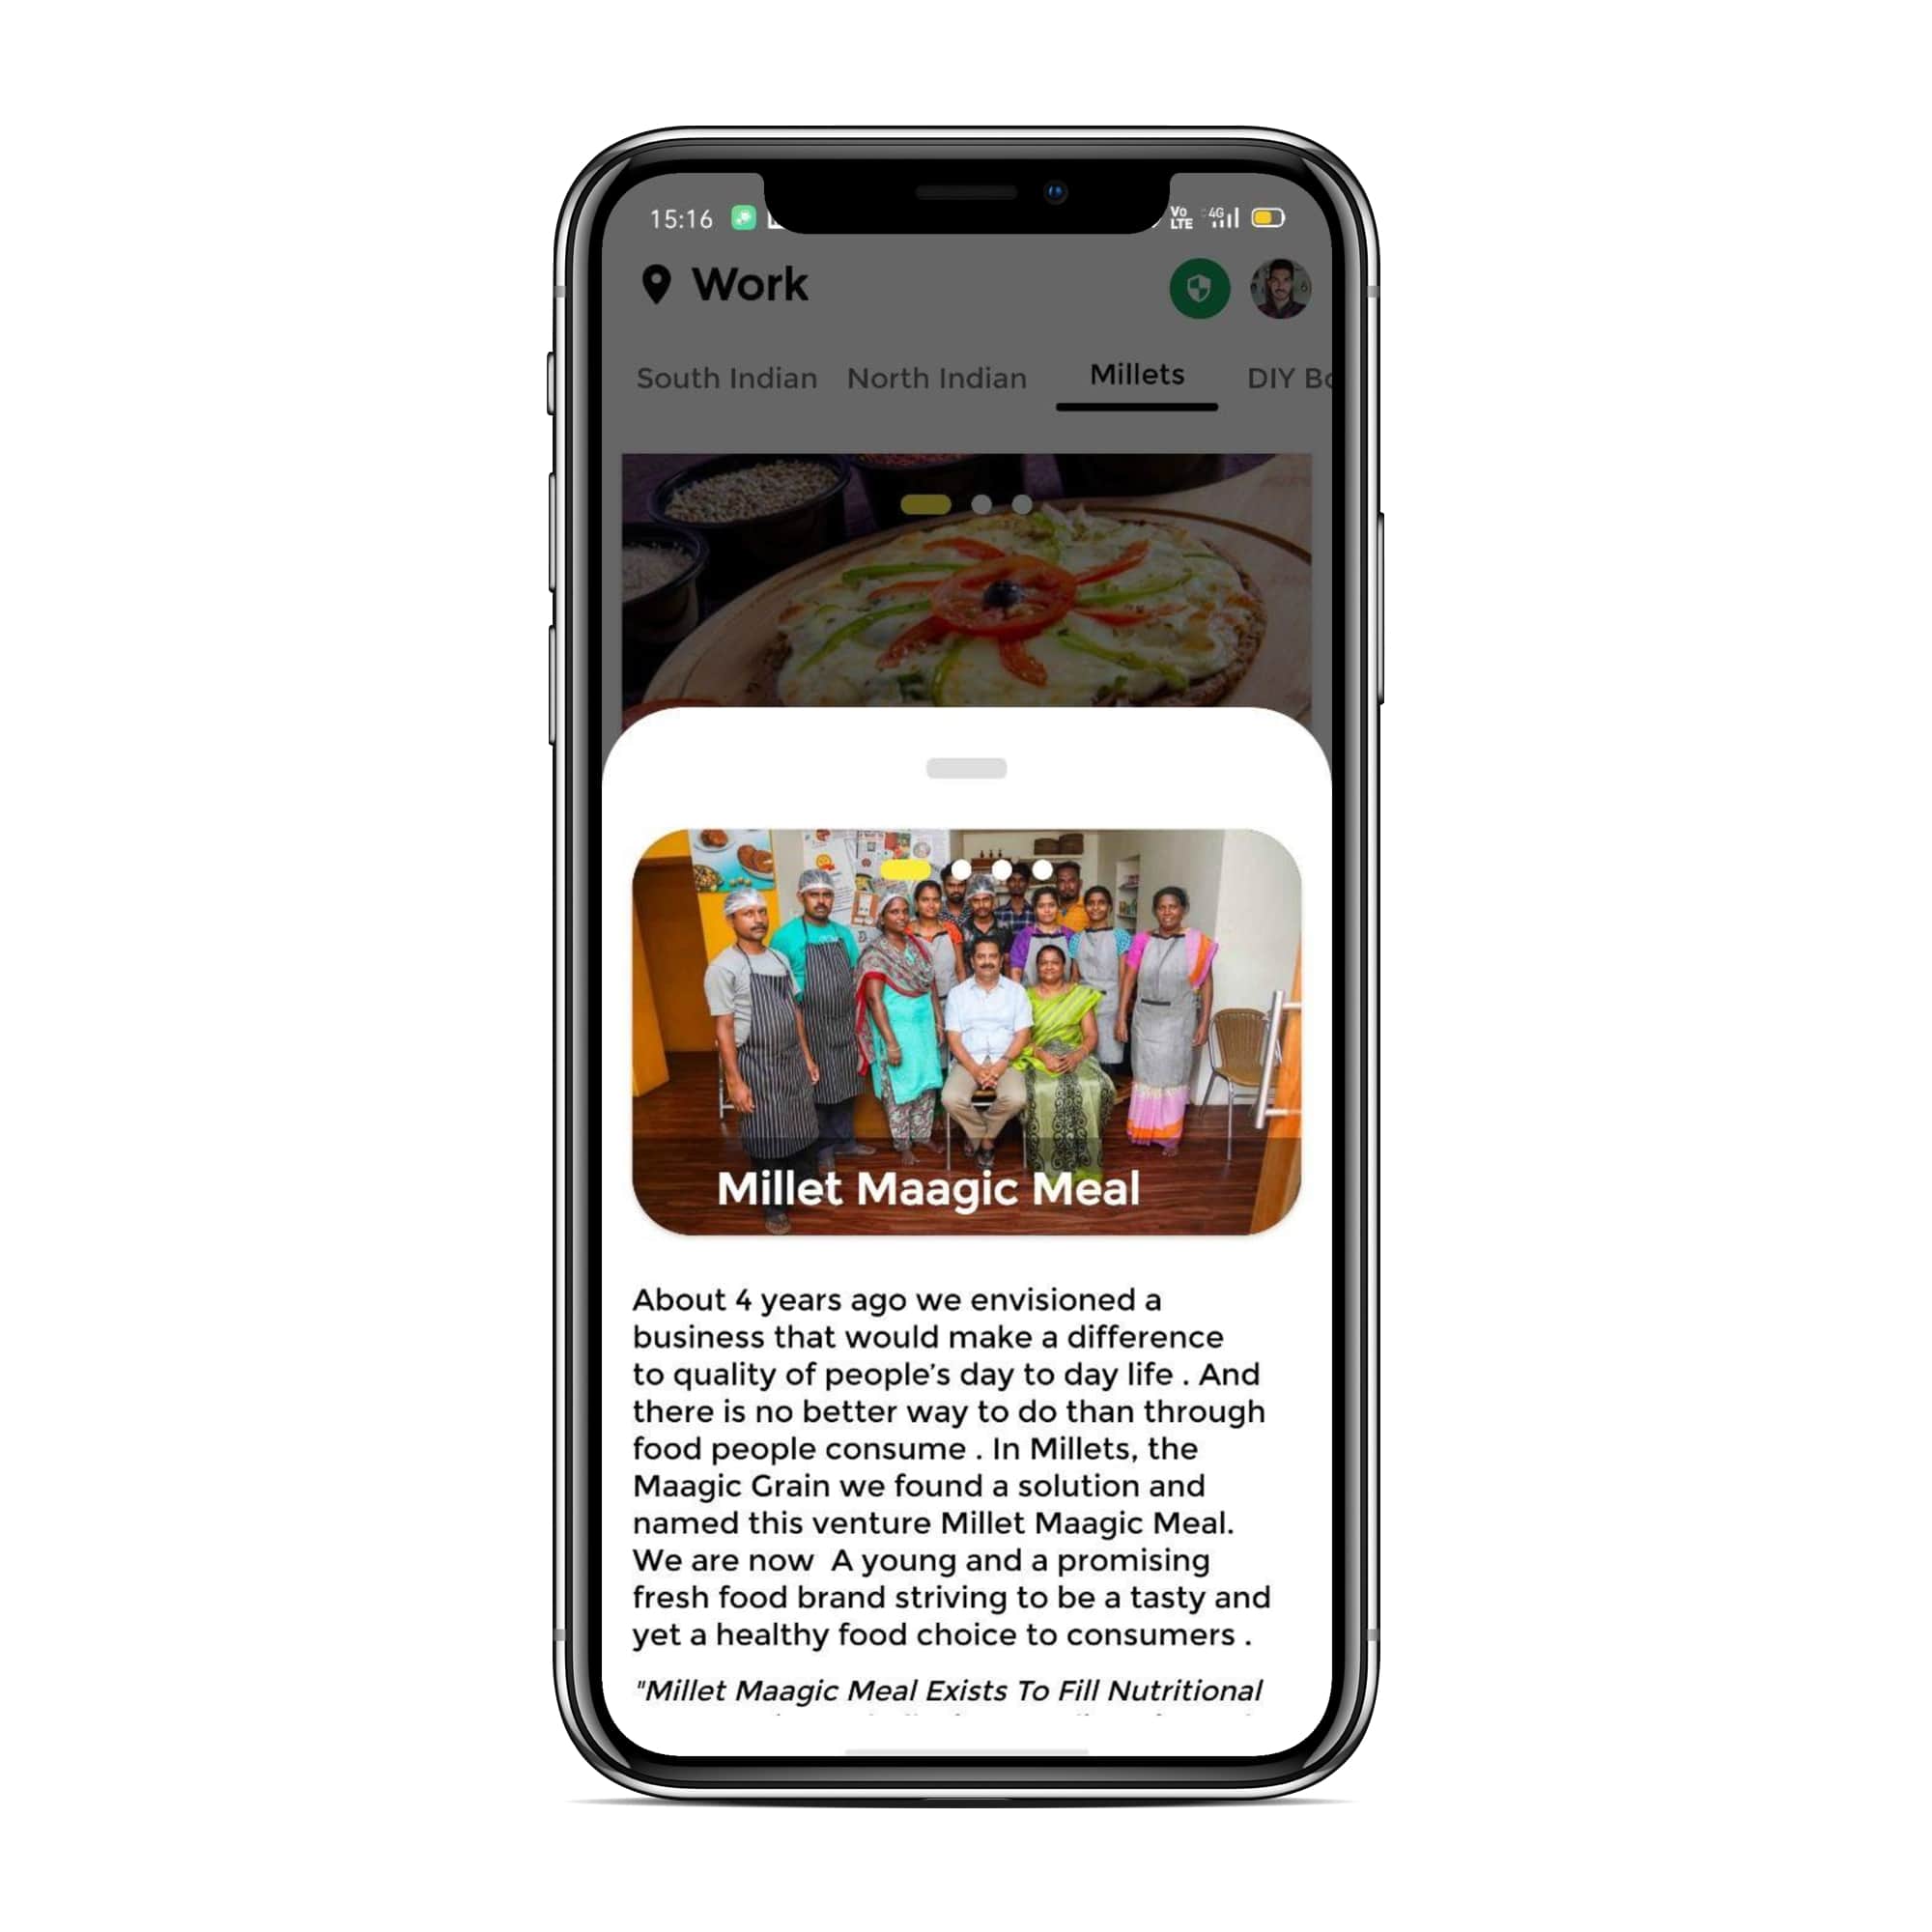 15:16
Vo
LTE
4G
Work
South Indian North Indian Millets DIY
Millet Maagic Meal
About 4 years ago we envisioned a
business that would make a difference
to quality of people’s day to day life . And
there is no better way to do than through
food people consume . In Millets, the
Maagic Grain we found a solution and
named this venture Millet Maagic Meal.
We are now  A young and a promising
fresh food brand striving to be a tasty and
yet a healthy food choice to consumers .
"Millet Maagic Meal Exists To Fill Nutritional